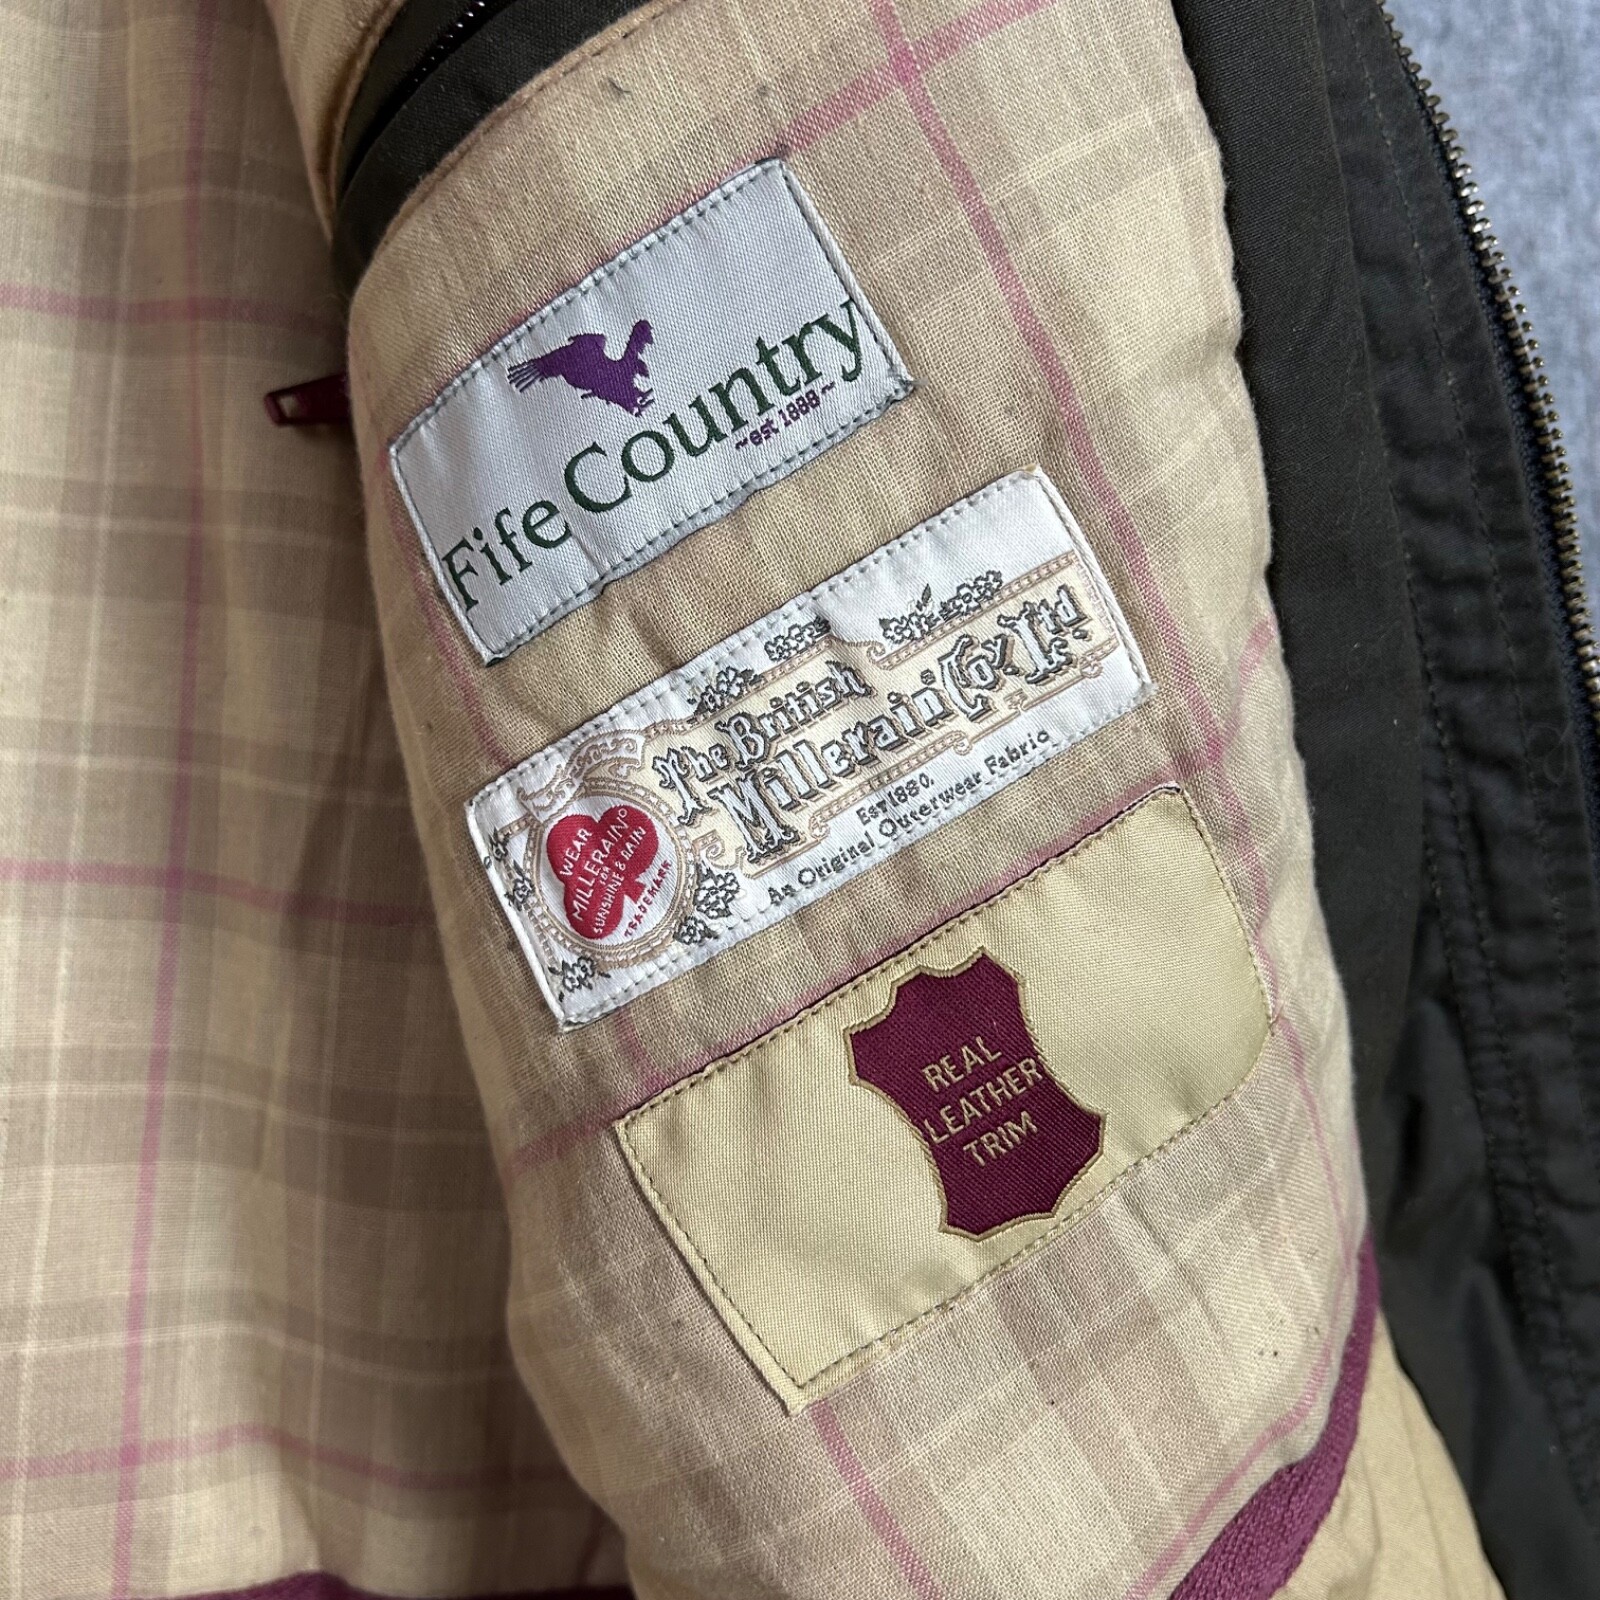 Fife Country
~est 1888~
The British
Millerain Co. Ltd
Est 1880.
An Original Outerwear Fabric
WEAR
MILLERAIN
FOR
SUNSHINE & RAIN
TRADEMARK
REAL
LEATHER
TRIM